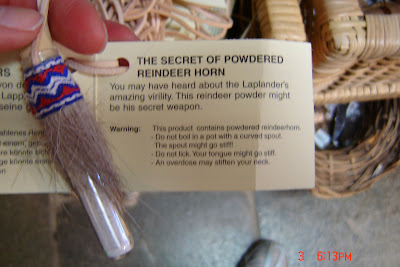 THE SECRET OF POWDERED
REINDEER HORN
You may have heard about the Laplander's
amazing virility. This reindeer powder might
be his secret weapon.
Warning: This product contains powdered reindeerhorn.
- Do not boil in a pot with a curved spout.
The spout might go stiff!
- Do not lick. Your tongue might go stiff.
- An overdose may stiffen your neck.
3 6:13PM